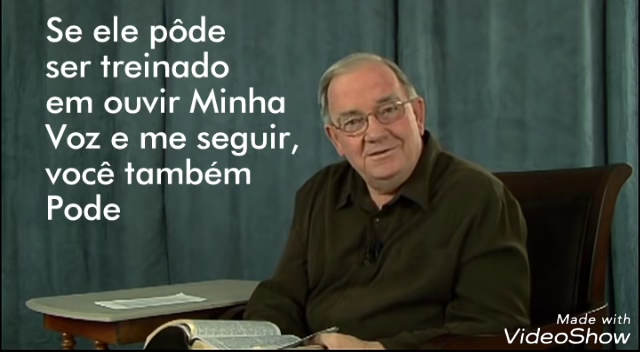 Se ele pôde
ser treinado
em ouvir Minha
Voz e me seguir,
você também
Pode
Made with
VideoShow